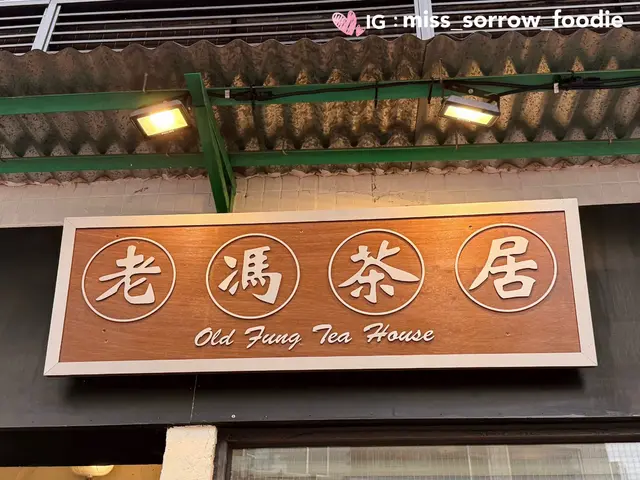 IG : miss_sorrow_foodie
老馮茶居
Old Fung Tea House